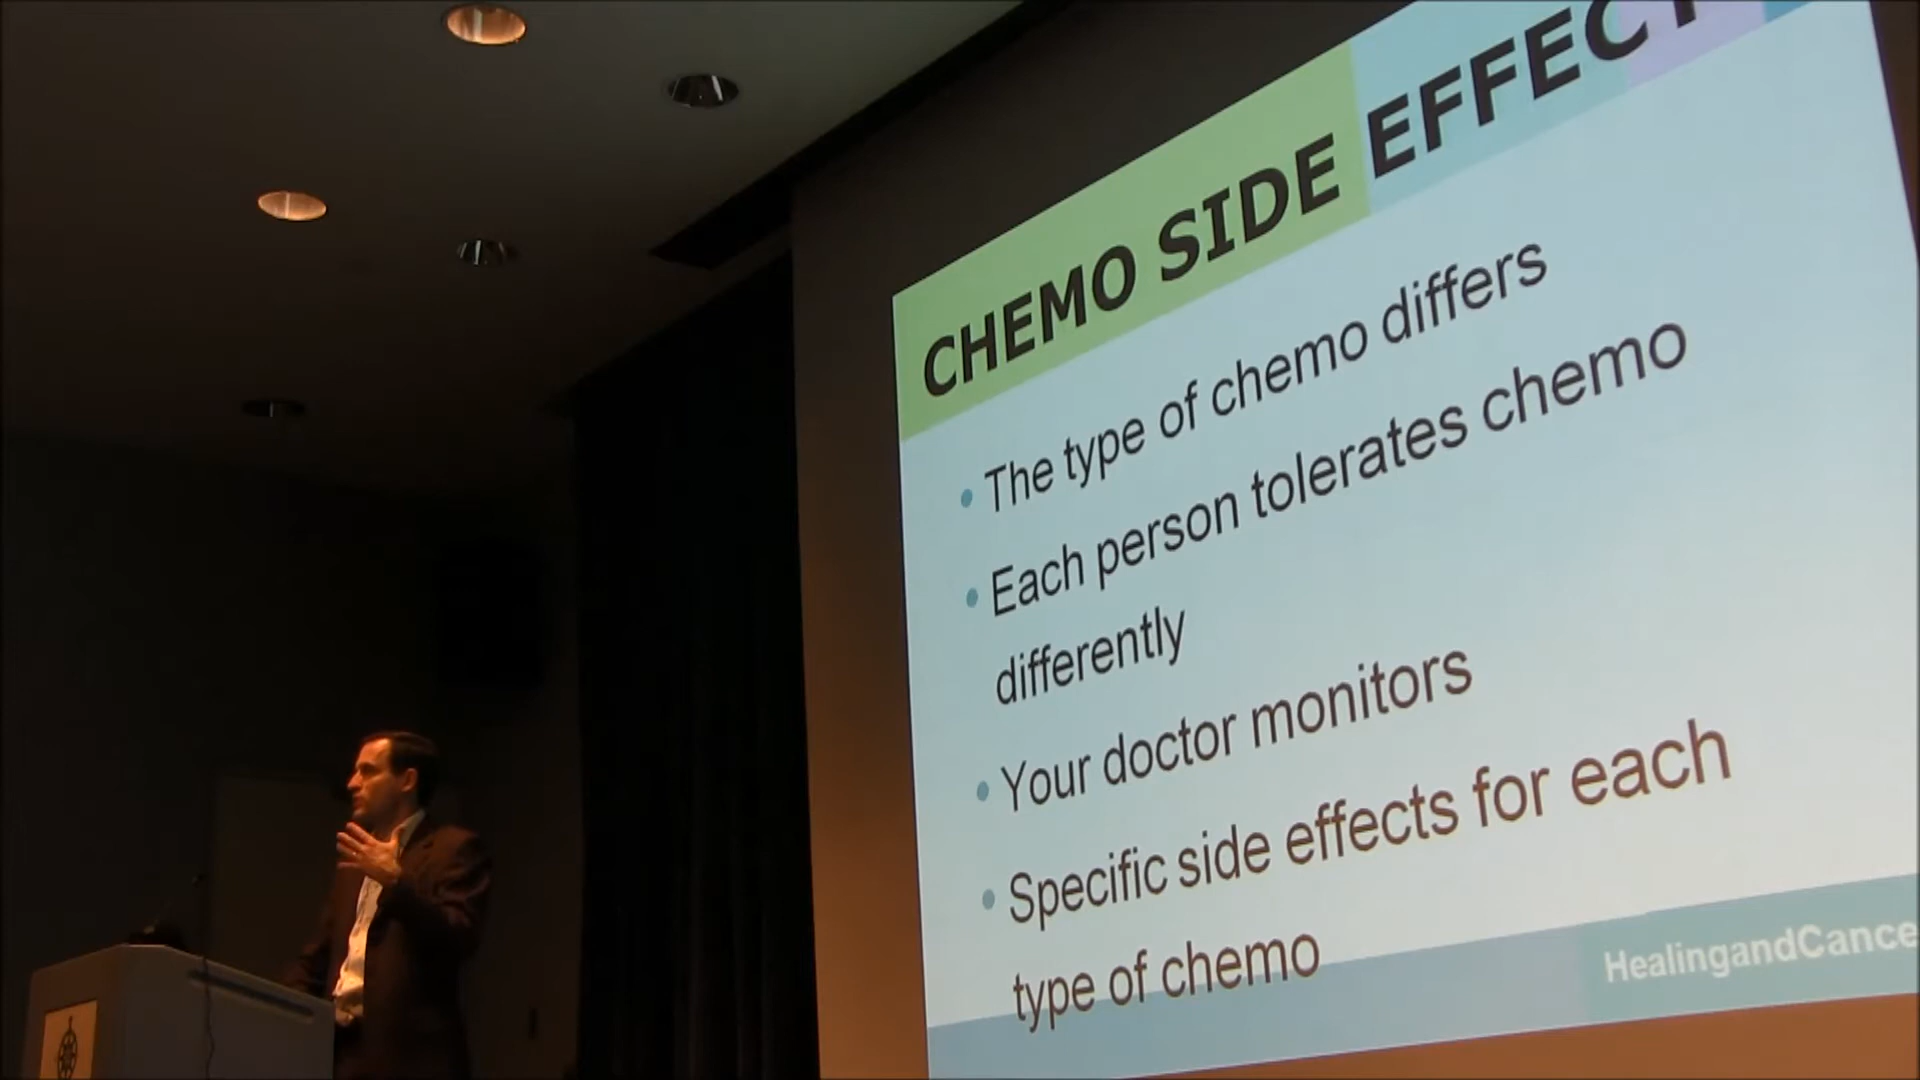 CHEMO SIDE EFFECT
• The type of chemo differs
• Each person tolerates chemo
differently
• Your doctor monitors
• Specific side effects for each
type of chemo
HealingandCance